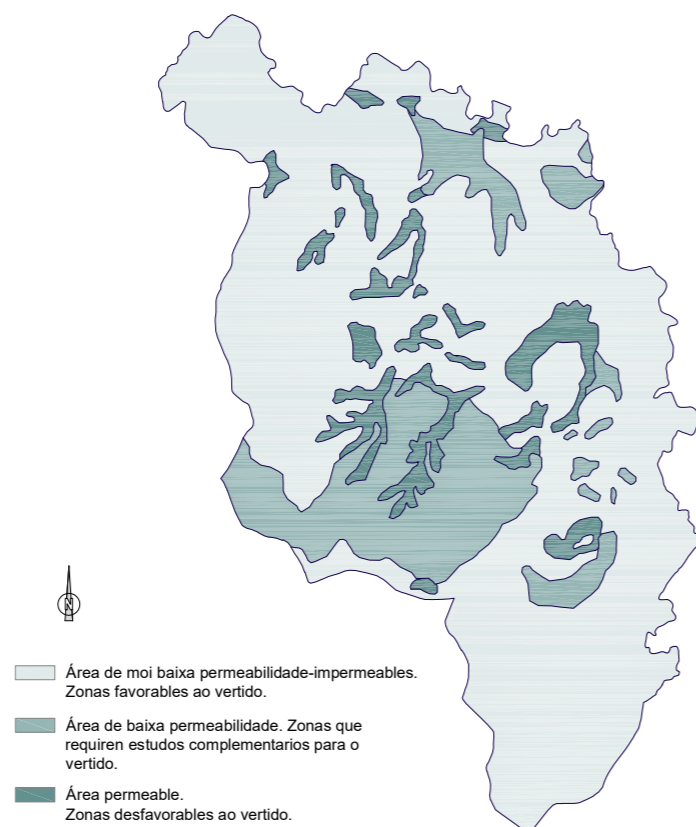 N
Área de moi baixa permeabilidade-impermeables.
Zonas favorables ao vertido.
Área de baixa permeabilidade. Zonas que
requiren estudos complementarios para o
vertido.
Área permeable.
Zonas desfavorables ao vertido.